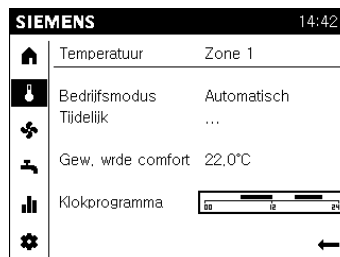 SIEMENS 14:42
Temperatuur Zone 1
Bedrijfsmodus Automatisch
Tijdelijk ...
Gew. wrde comfort 22,0°C
Klokprogramma
00 12 24